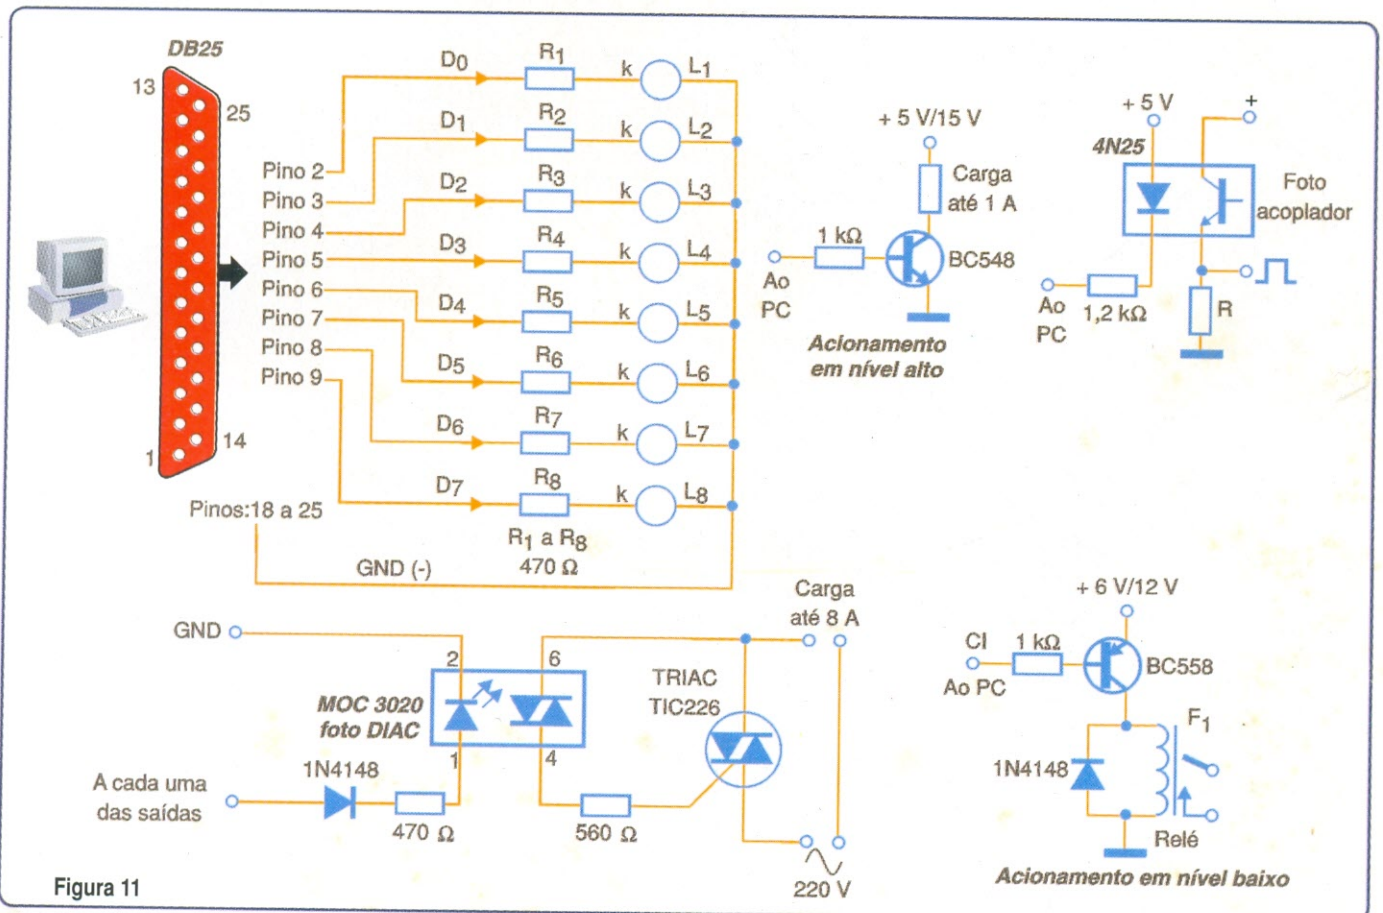 DB25
13
25
1
14
Pino 2
Pino 3
Pino 4
Pino 5
Pino 6
Pino 7
Pino 8
Pino 9
Pinos:18 a 25
GND (-)
D0
R1
k
L1
D1
R2
k
L2
D2
R3
k
L3
D3
R4
k
L4
D4
R5
k
L5
D5
R6
k
L6
D6
R7
k
L7
D7
R8
k
L8
R1 a R8
470 Ω
+ 5 V/15 V
Carga
até 1 A
1 kΩ
BC548
Ao
PC
Acionamento
em nível alto
+ 5 V
+
4N25
Foto
acoplador
Ao
PC
1,2 kΩ
R
GND
2
6
MOC 3020
foto DIAC
1
4
1N4148
A cada uma
das saídas
470 Ω
560 Ω
TRIAC
TIC226
Carga
até 8 A
220 V
+ 6 V/12 V
CI
1 kΩ
Ao PC
BC558
F1
1N4148
Relé
Acionamento em nível baixo
Figura 11